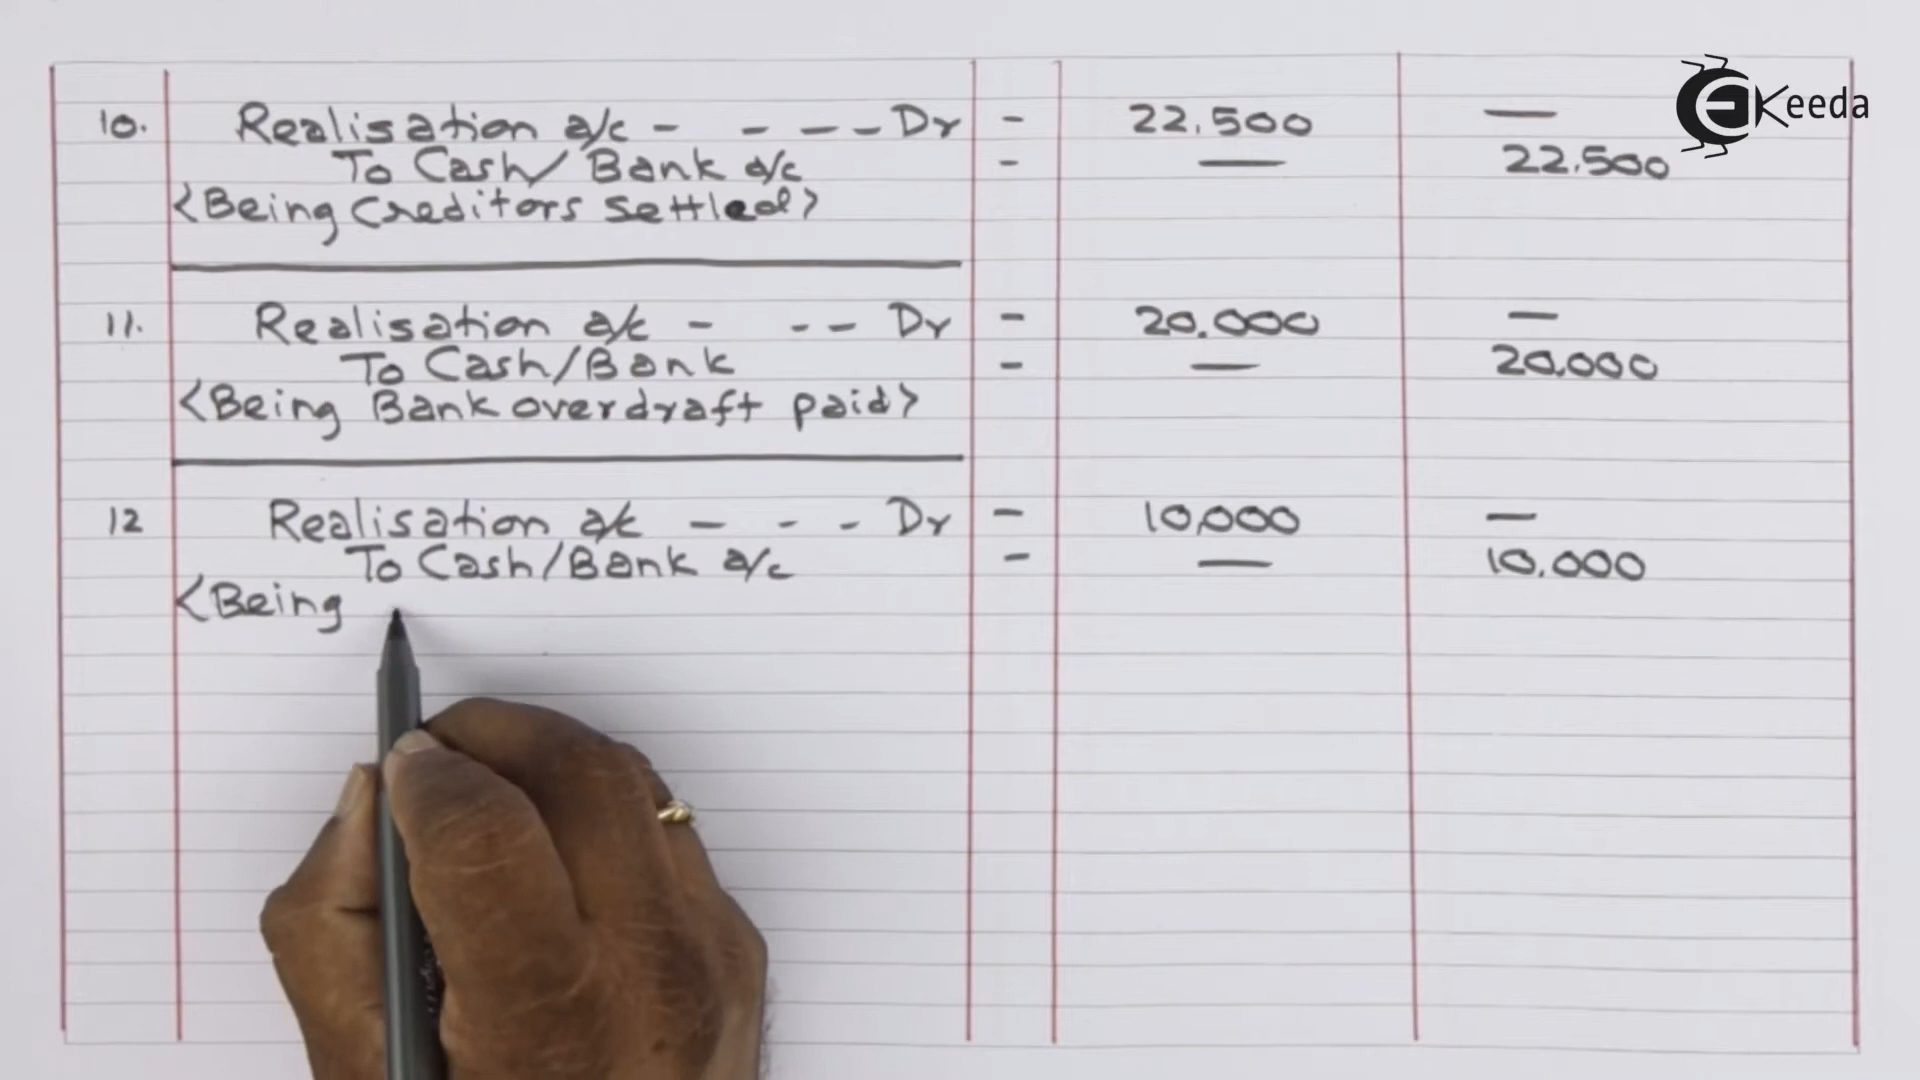 Keeda
10. Realisation a/c - - - - Dr - 22.500 —
To Cash/Bank a/c - — 22.500
<Being Creditors settled>
11. Realisation a/c - - - Dr - 20.000 —
To Cash/Bank - — 20.000
<Being Bank overdraft paid>
12 Realisation a/c - - - Dr - 10,000 —
To Cash/Bank a/c - — 10.000
<Being